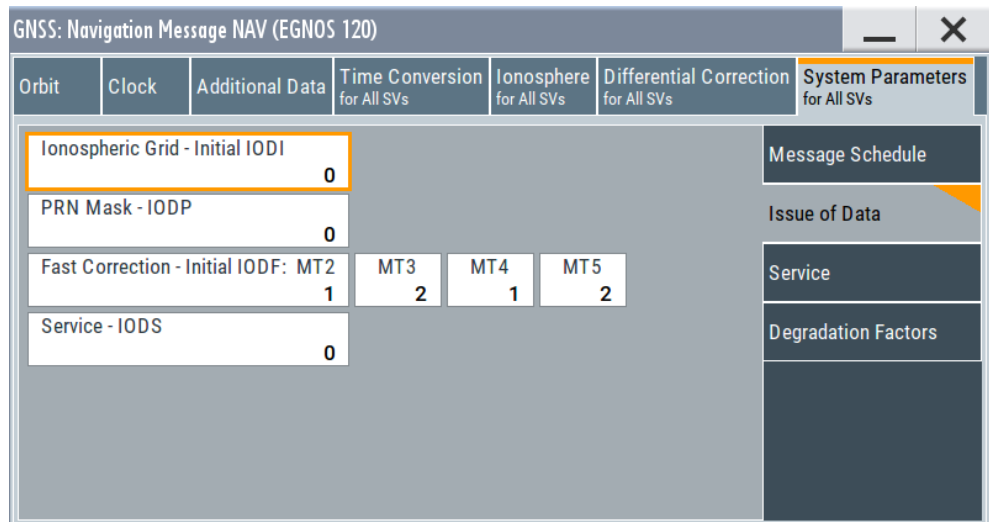 GNSS: Navigation Message NAV (EGNOS 120)
Orbit Clock Additional Data Time Conversion for All SVs Ionosphere for All SVs Differential Correction for All SVs System Parameters for All SVs
Ionospheric Grid - Initial IODI
0
PRN Mask - IODP
0
Fast Correction - Initial IODF: MT2 MT3 MT4 MT5
1 2 1 2
Service - IODS
0
Message Schedule
Issue of Data
Service
Degradation Factors